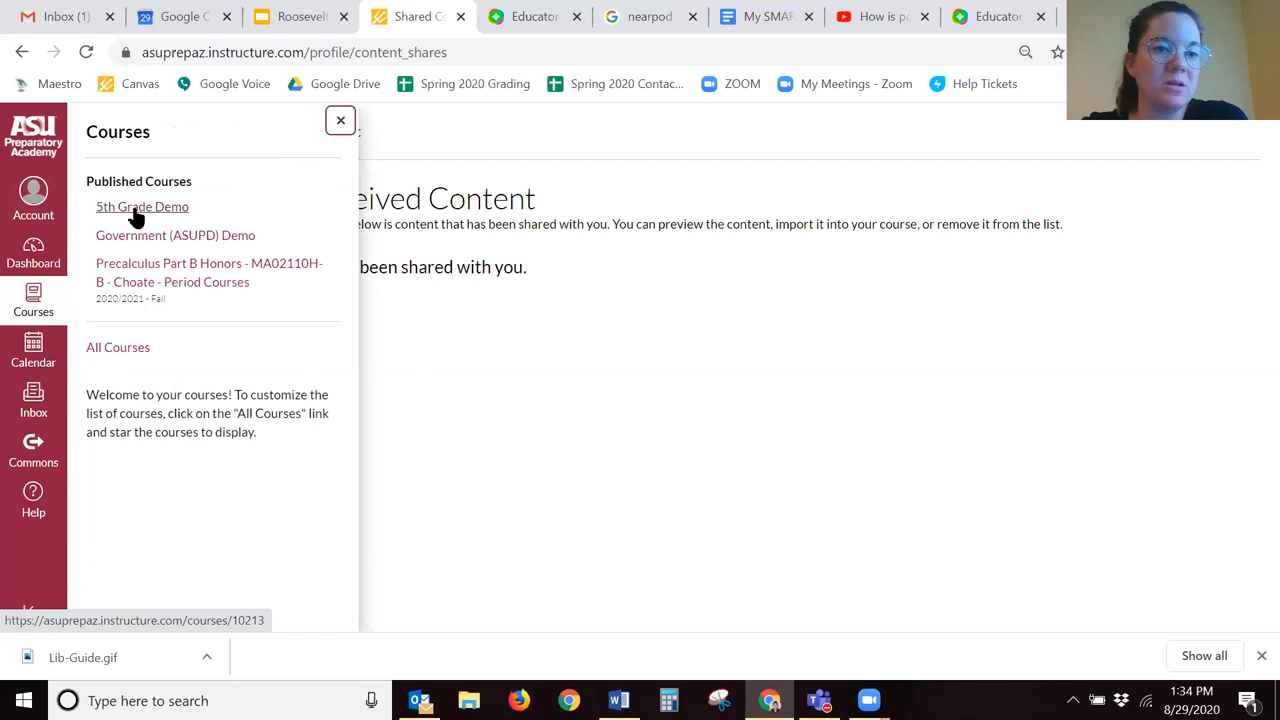 Inbox (1)
Google C
Roosevelt
Shared Co
Educator
nearpod
My SMAR
How is po
Educator
asuprepaz.instructure.com/profile/content_shares
Maestro
Canvas
Google Voice
Google Drive
Spring 2020 Grading
Spring 2020 Contac...
ZOOM
My Meetings - Zoom
Help Tickets
ASU
Preparatory
Academy
Account
Dashboard
Courses
Calendar
Inbox
Commons
Help
Courses
Published Courses
5th Grade Demo
Government (ASUPD) Demo
Precalculus Part B Honors - MA02110H-
B - Choate - Period Courses
2020/2021 - Fall
All Courses
Welcome to your courses! To customize the
list of courses, click on the "All Courses" link
and star the courses to display.
eived Content
low is content that has been shared with you. You can preview the content, import it into your course, or remove it from the list.
been shared with you.
https://asuprepaz.instructure.com/courses/10213
Lib-Guide.gif
Show all
Type here to search
1:34 PM
8/29/2020
1